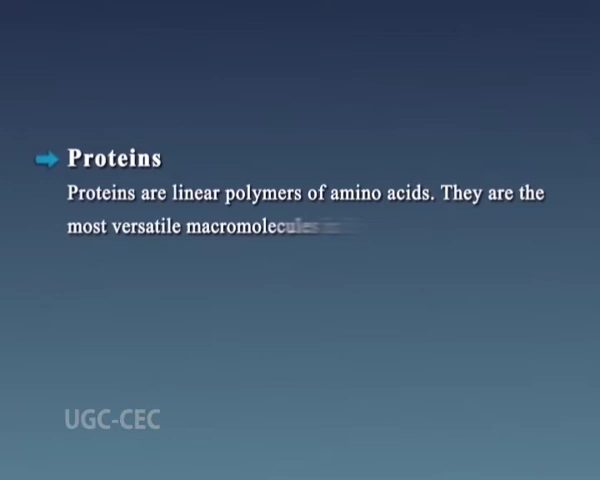 Proteins
Proteins are linear polymers of amino acids. They are the
most versatile macromolecules
UGC-CEC